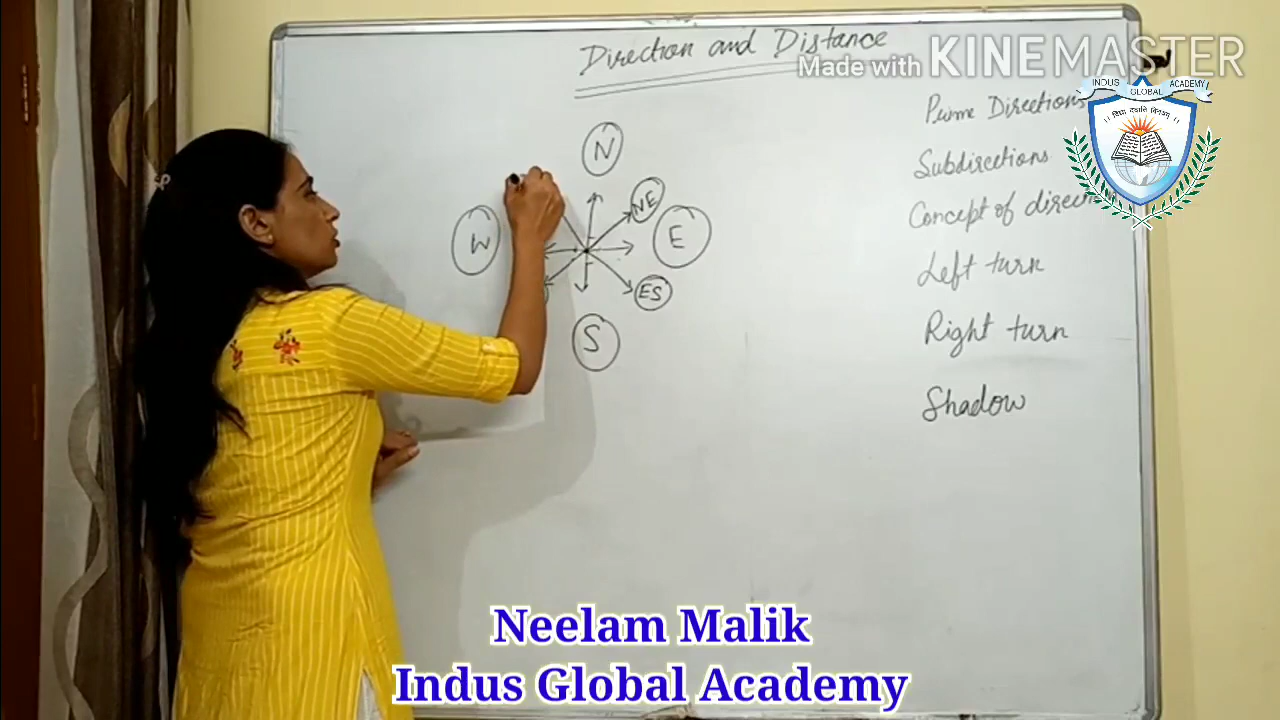 Direction and Distance
Made with KINEMASTER
INDUS GLOBAL ACADEMY
Prime Directions
Subdirections
Concept of direc
Left turn
Right turn
Shadow
N
NE
W
E
ES
S
Neelam Malik
Indus Global Academy